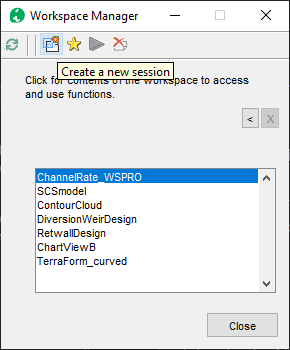 Workspace Manager
Create a new session
Click for contents of the workspace to access
and use functions.
< X
ChannelRate_WSPRO
SCSmodel
ContourCloud
DiversionWeirDesign
RetwallDesign
ChartViewB
TerraForm_curved
Close